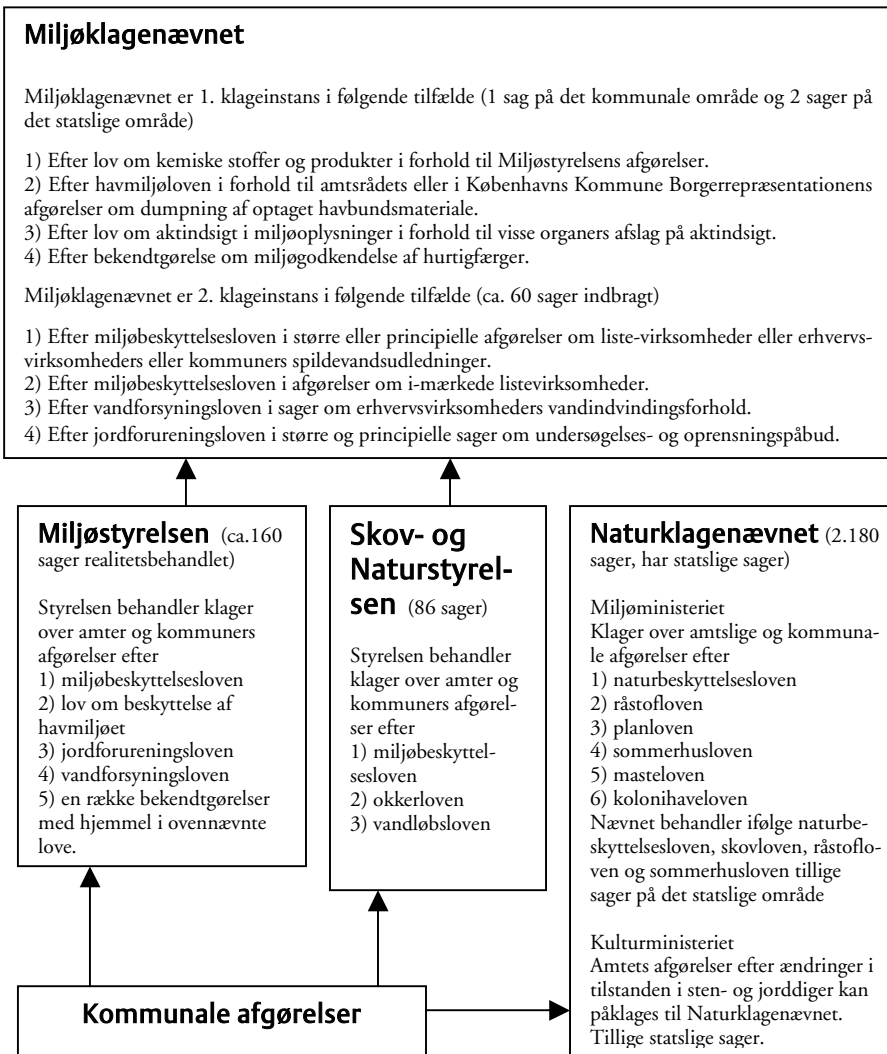 Miljøklagenævnet
Miljøklagenævnet er 1. klageinstans i følgende tilfælde (1 sag på det kommunale område og 2 sager på
det statslige område)
1) Efter lov om kemiske stoffer og produkter i forhold til Miljøstyrelsens afgørelser.
2) Efter havmiljøloven i forhold til amtsrådets eller i Københavns Kommune Borgerrepræsentationens
afgørelser om dumpning af optaget havbundsmateriale.
3) Efter lov om aktindsigt i miljøoplysninger i forhold til visse organers afslag på aktindsigt.
4) Efter bekendtgørelse om miljøgodkendelse af hurtigfærger.
Miljøklagenævnet er 2. klageinstans i følgende tilfælde (ca. 60 sager indbragt)
1) Efter miljøbeskyttelsesloven i større eller principielle afgørelser om liste-virksomheder eller erhvervs-
virksomheders eller kommuners spildevandsudledninger.
2) Efter miljøbeskyttelsesloven i afgørelser om i-mærkede listevirksomheder.
3) Efter vandforsyningsloven i sager om erhvervsvirksomheders vandindvindingsforhold.
4) Efter jordforureningsloven i større og principielle sager om undersøgelses- og oprensningspåbud.
Miljøstyrelsen (ca.160
sager realitetsbehandlet)
Styrelsen behandler klager
over amter og kommuners
afgørelser efter
1) miljøbeskyttelsesloven
2) lov om beskyttelse af
havmiljøet
3) jordforureningsloven
4) vandforsyningsloven
5) en række bekendtgørelser
med hjemmel i ovennævnte
love.
Skov- og
Naturstyrel-
sen (86 sager)
Styrelsen behandler
klager over amter og
kommuners afgørel-
ser efter
1) miljøbeskyttel-
sesloven
2) okkerloven
3) vandløbsloven
Naturklagenævnet (2.180
sager, har statslige sager)
Miljøministeriet
Klager over amtslige og kommuna-
le afgørelser efter
1) naturbeskyttelsesloven
2) råstofloven
3) planloven
4) sommerhusloven
5) masteloven
6) kolonihaveloven
Nævnet behandler ifølge naturbe-
skyttelsesloven, skovloven, råstoflo-
ven og sommerhusloven tillige
sager på det statslige område
Kulturministeriet
Amtets afgørelser efter ændringer i
tilstanden i sten- og jorddiger kan
påklages til Naturklagenævnet.
Tillige statslige sager.
Kommunale afgørelser